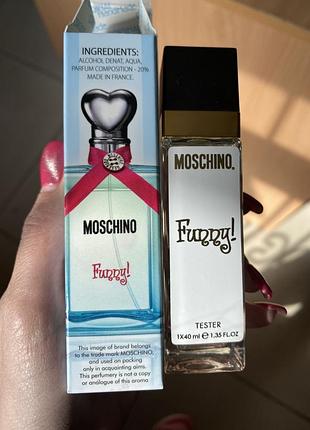 INGREDIENTS:
ALCOHOL DENAT, AQUA,
PARFUM COMPOSITION - 20%
MADE IN FRANCE.
MOSCHINO
Funny!
This image of brand belongs
to the trade mark MOSCHINO,
and used on packing
only in acquainting aims.
This perfumery is not a copy
or anologue of this aroma
MOSCHINO.
Funny!
TESTER
1X40 ml ℮ 1,35 FL.OZ